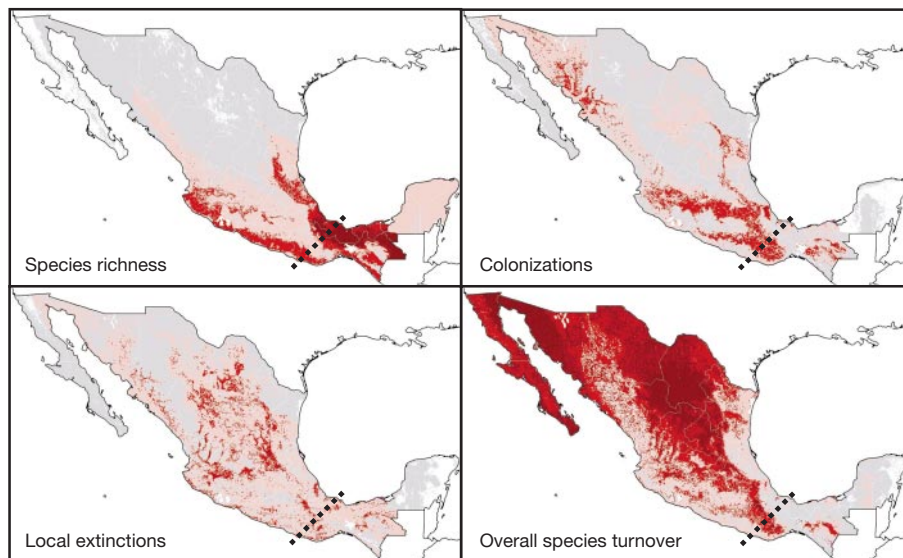 Species richness
Colonizations
Local extinctions
Overall species turnover